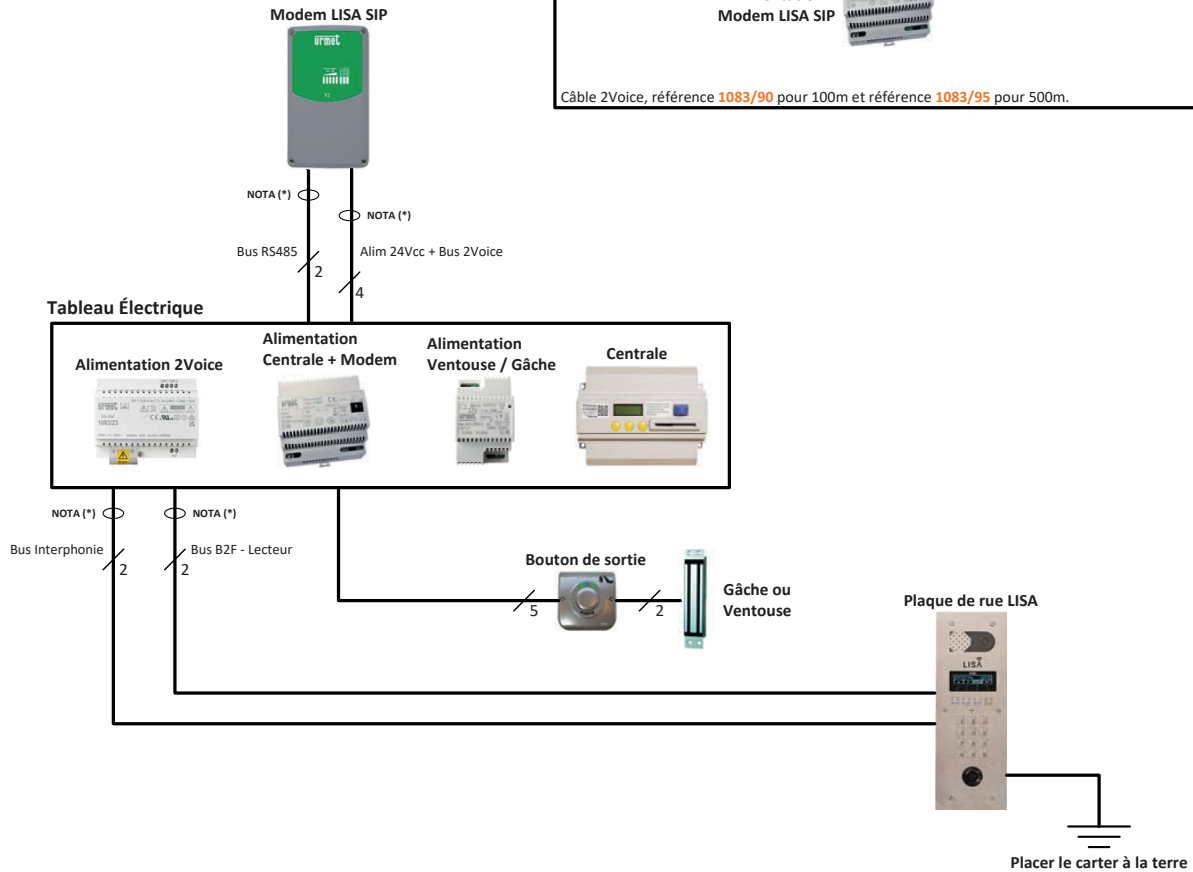 Modem LISA SIP
urmet
V2
Modem LISA SIP
Câble 2Voice, référence 1083/90 pour 100m et référence 1083/95 pour 500m.
NOTA (*)
NOTA (*)
Bus RS485
2
Alim 24Vcc + Bus 2Voice
4
Tableau Électrique
Alimentation 2Voice
urmet
1083/23
Alimentation
Centrale + Modem
urmet
Alimentation
Ventouse / Gâche
Centrale
NOTA (*)
NOTA (*)
Bus Interphonie
2
Bus B2F - Lecteur
2
Bouton de sortie
5
2
Gâche ou
Ventouse
Plaque de rue LISA
LISA
Placer le carter à la terre